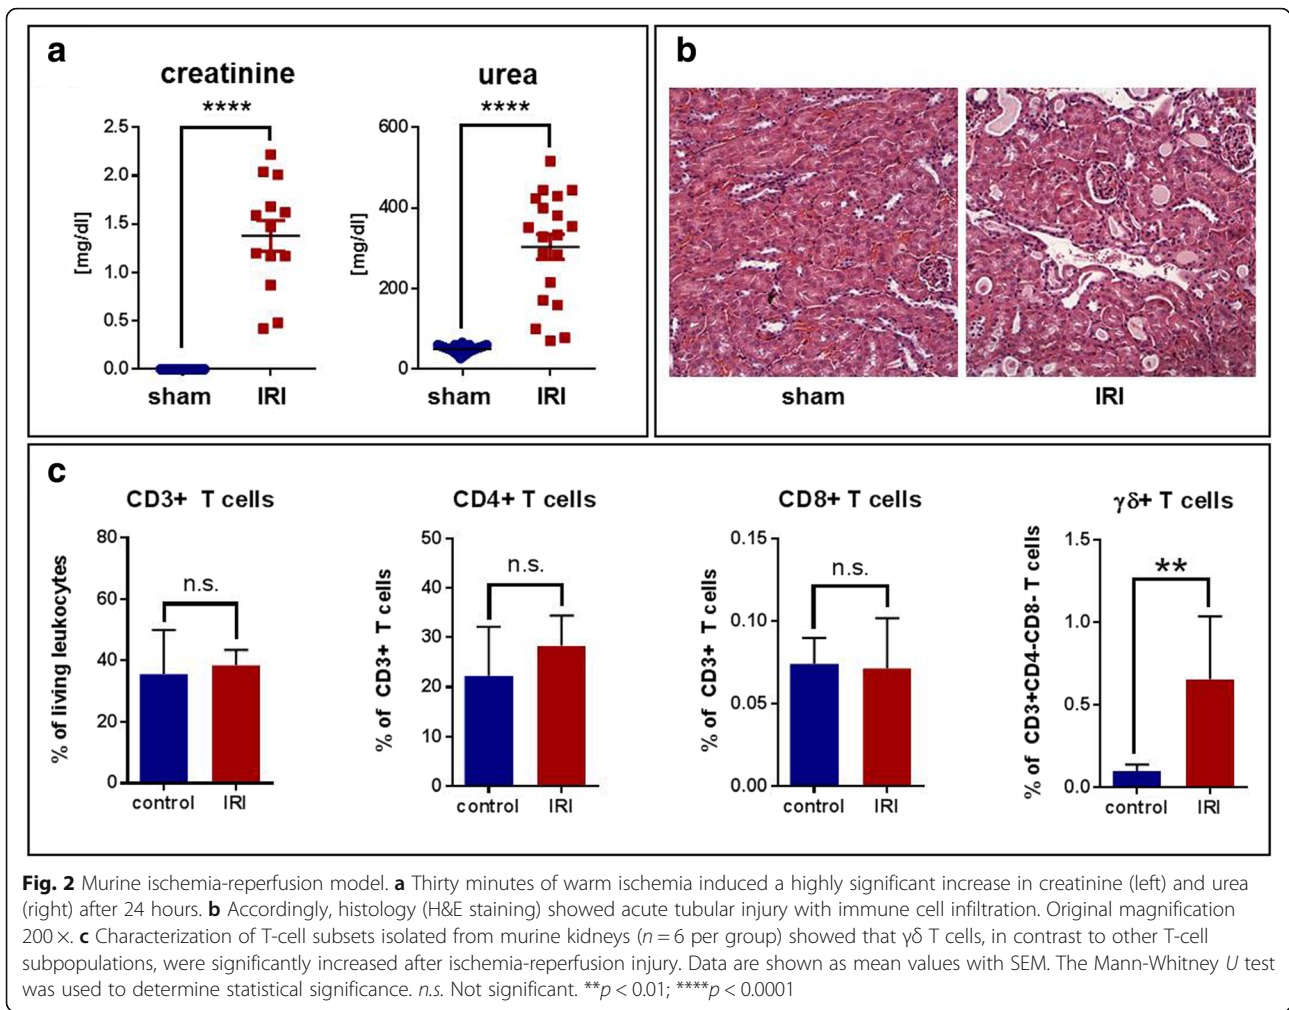 a
creatinine
****
2.5
2.0
1.5
1.0
0.5
0.0
[mg/dl]
sham IRI
urea
****
600
400
200
0
[mg/dl]
sham IRI
b
sham
IRI
c
CD3+ T cells
n.s.
80
60
40
20
0
% of living leukocytes
control IRI
CD4+ T cells
n.s.
50
40
30
20
10
0
% of CD3+ T cells
control IRI
CD8+ T cells
n.s.
0.15
0.10
0.05
0.00
% of CD3+ T cells
control IRI
γδ+ T cells
**
1.5
1.0
0.5
0.0
% of CD3+CD4-CD8- T cells
control IRI
Fig. 2 Murine ischemia-reperfusion model. a Thirty minutes of warm ischemia induced a highly significant increase in creatinine (left) and urea
(right) after 24 hours. b Accordingly, histology (H&E staining) showed acute tubular injury with immune cell infiltration. Original magnification
200 ×. c Characterization of T-cell subsets isolated from murine kidneys (n = 6 per group) showed that γδ T cells, in contrast to other T-cell
subpopulations, were significantly increased after ischemia-reperfusion injury. Data are shown as mean values with SEM. The Mann-Whitney U test
was used to determine statistical significance. n.s. Not significant. **p < 0.01; ****p < 0.0001